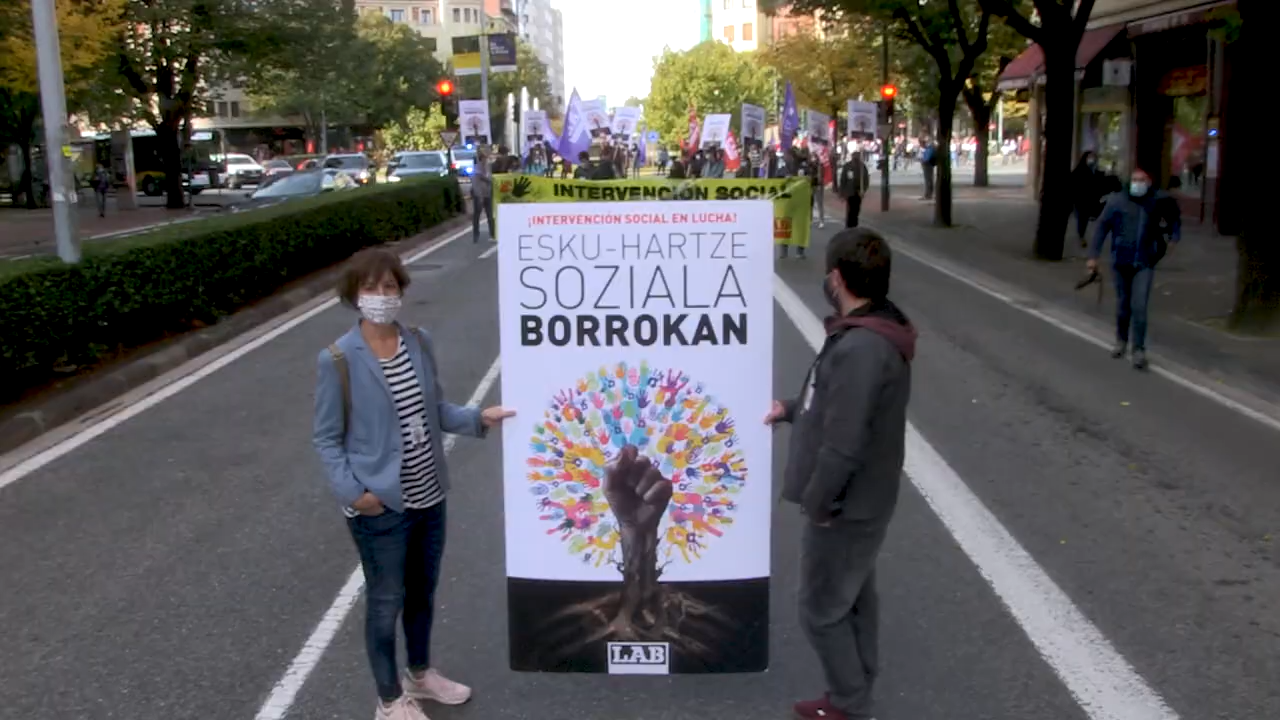 INTERVENCIÓN SOCIAL
¡INTERVENCIÓN SOCIAL EN LUCHA!
ESKU-HARTZE
SOZIALA
BORROKAN
LAB